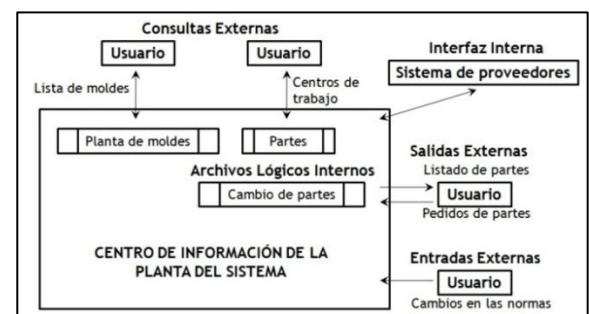 Consultas Externas
Usuario
Usuario
Interfaz Interna
Sistema de proveedores
Lista de moldes
Centros de
trabajo
Planta de moldes
Partes
Archivos Lógicos Internos
Cambio de partes
Salidas Externas
Listado de partes
Usuario
Pedidos de partes
CENTRO DE INFORMACIÓN DE LA
PLANTA DEL SISTEMA
Entradas Externas
Usuario
Cambios en las normas